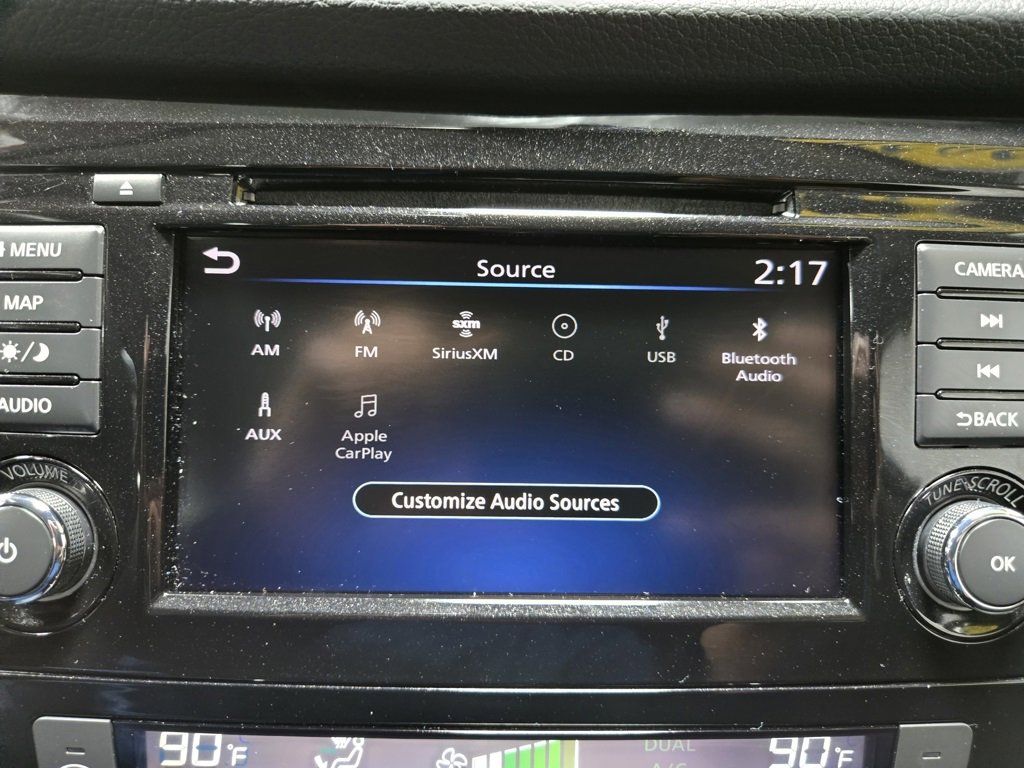 MENU
MAP
AUDIO
VOLUME
Source
2:17
AM
FM
sxm
SiriusXM
CD
USB
Bluetooth
Audio
AUX
Apple
CarPlay
Customize Audio Sources
CAMERA
BACK
TUNE•SCROLL
OK
90°F
DUAL
A/C
90°F